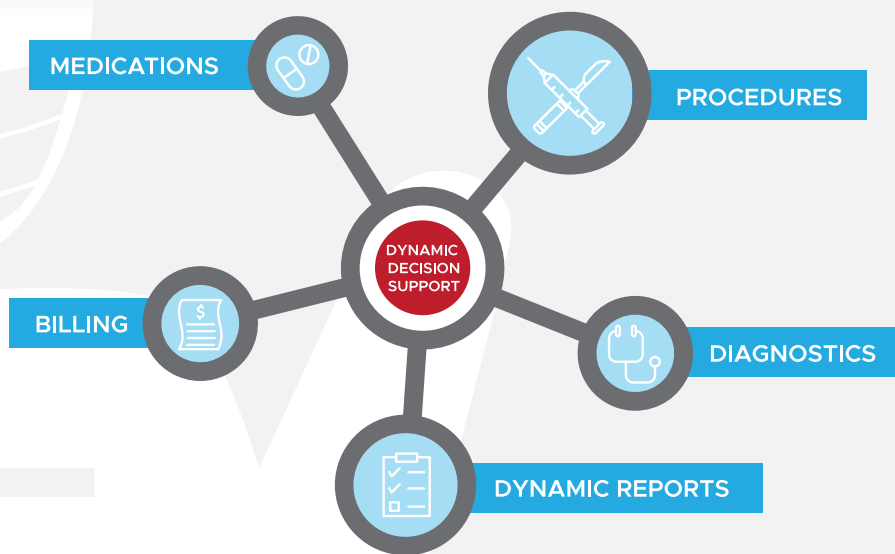 MEDICATIONS
PROCEDURES
DYNAMIC
DECISION
SUPPORT
$
BILLING
DIAGNOSTICS
DYNAMIC REPORTS